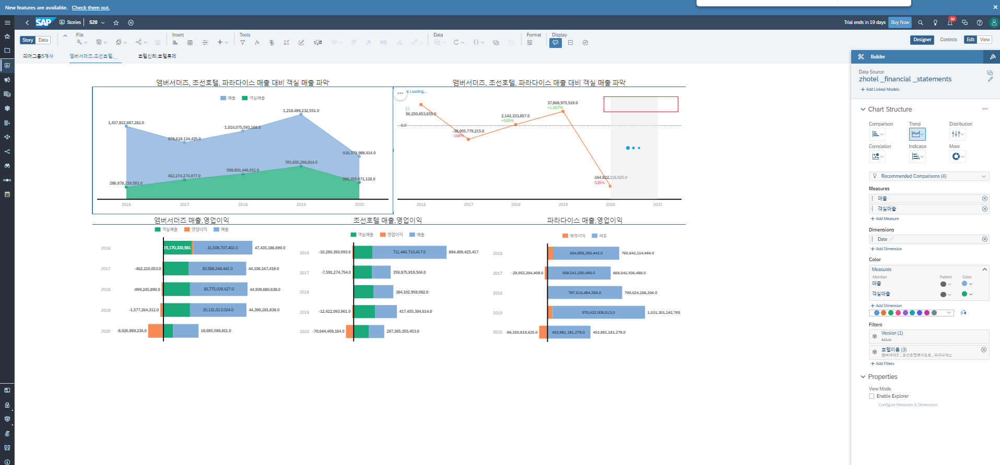 New features are available. Check them out.
SAP Stories S20
Trial ends in 19 days Buy Now 50
Story Data File Insert Tools Data Format Display
Designer Controls Edit View
피어그룹5개사 엠버서더즈,조선호텔,... 호텔신라,호텔롯데
앰버서더즈, 조선호텔, 파라다이스 매출 대비 객실 매출 파악
매출 객실매출
1,437,812,687,262.0
878,618,134,435.0
1,010,075,593,168.0
1,218,499,232,551.0
616,379,988,414.0
286,978,219,581.0
462,274,274,977.0
598,801,446,011.0
785,655,298,814.0
396,359,871,128.0
2016 2017 2018 2019 2020
앰버서더즈, 조선호텔, 파라다이스 매출 대비 객실 매출 파악
st Loading...
(-)
56,250,653,655.0
0.0
-38,005,779,215.0
-168%
2,143,333,857.0
+106%
37,868,975,519.0
+1,667%
-164,822,118,025.0
-535%
2016 2017 2018 2019 2020 2021
앰버서더즈 매출,영업이익
객실매출 영업이익 매출
2016 15,170,320,581 31,509,707,402.0 47,435,186,690.0
2017 -462,210,053.0 30,588,244,442.0 44,106,167,419.0
2018 -999,245,890.0 30,775,028,627.0 44,939,680,638.0
2019 -1,577,264,312.0 30,131,013,024.0 44,390,281,838.0
2020 -8,026,889,236.0 18,685,589,811.0
조선호텔 매출,영업이익
객실매출 영업이익 매출
2016 -10,290,350,093.0 711,446,710,417.0 894,409,425,417
2017 -7,591,274,754.0 359,975,919,504.0
2018 384,102,958,082.0
2019 -12,422,093,961.0 417,455,304,614.0
2020 -70,644,409,164.0 297,365,355,453.0
파라다이스 매출,영업이익
영업이익 매출
2016 694,856,269,443.0 760,642,114,484.0
2017 -29,952,294,408.0 668,041,930,489.0 668,041,930,489.0
2018 787,616,484,264.0 790,024,266,206.0
2019 979,432,908,913.0 1,031,301,242,705
2020 -86,150,819,625.0 453,881,181,278.0 453,881,181,278.0
Builder
Data Source
zhotel _financial _statements
Add Linked Models
Chart Structure
Comparison Trend Distribution
Correlation Indicator More
Recommended Comparisons (4)
Measures
매출
객실매출
Add Measure
Dimensions
Date
Add Dimension
Color
Measures
Member Pattern Color
매출
객실매출
Add Dimension
Filters
Version (1)
Actual
호텔이름 (3)
앰버서더즈 , 조선호텔앤리조트 , 파라다이스
Add Filters
Properties
View Mode
Enable Explorer
Configure Measures & Dimensions